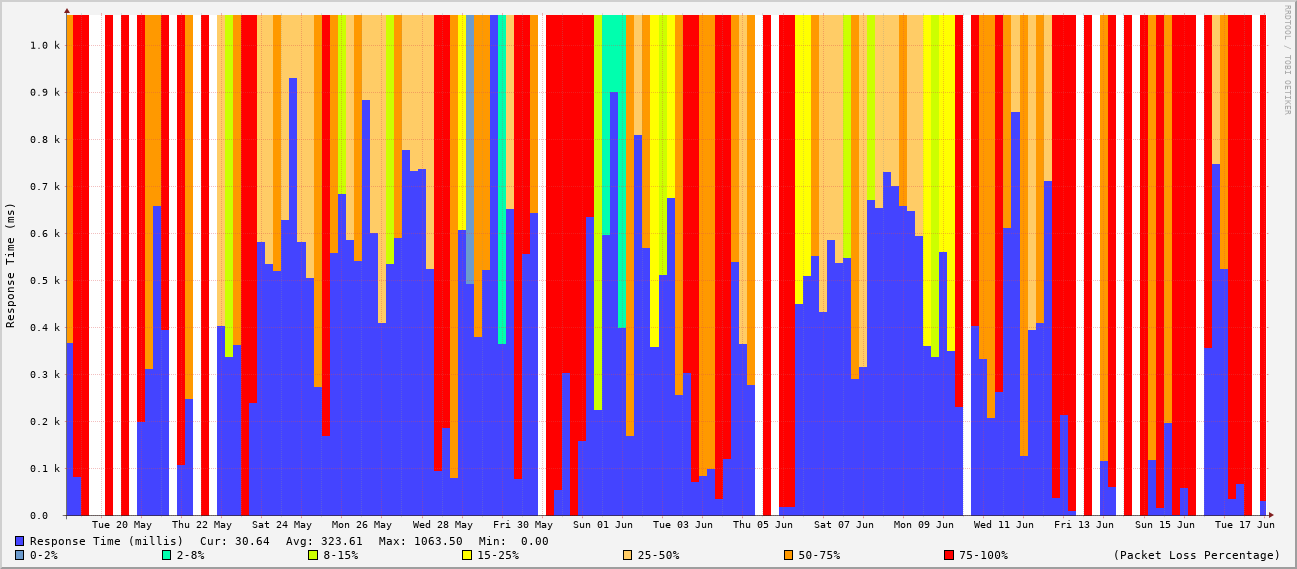 RRDTOOL / TOBI OETIKER
Response Time (ms)
1.0 k
0.9 k
0.8 k
0.7 k
0.6 k
0.5 k
0.4 k
0.3 k
0.2 k
0.1 k
0.0
Tue 20 May Thu 22 May Sat 24 May Mon 26 May Wed 28 May Fri 30 May Sun 01 Jun Tue 03 Jun Thu 05 Jun Sat 07 Jun Mon 09 Jun Wed 11 Jun Fri 13 Jun Sun 15 Jun Tue 17 Jun
Response Time (millis) Cur: 30.64 Avg: 323.61 Max: 1063.50 Min: 0.00
0-2% 2-8% 8-15% 15-25% 25-50% 50-75% 75-100% (Packet Loss Percentage)